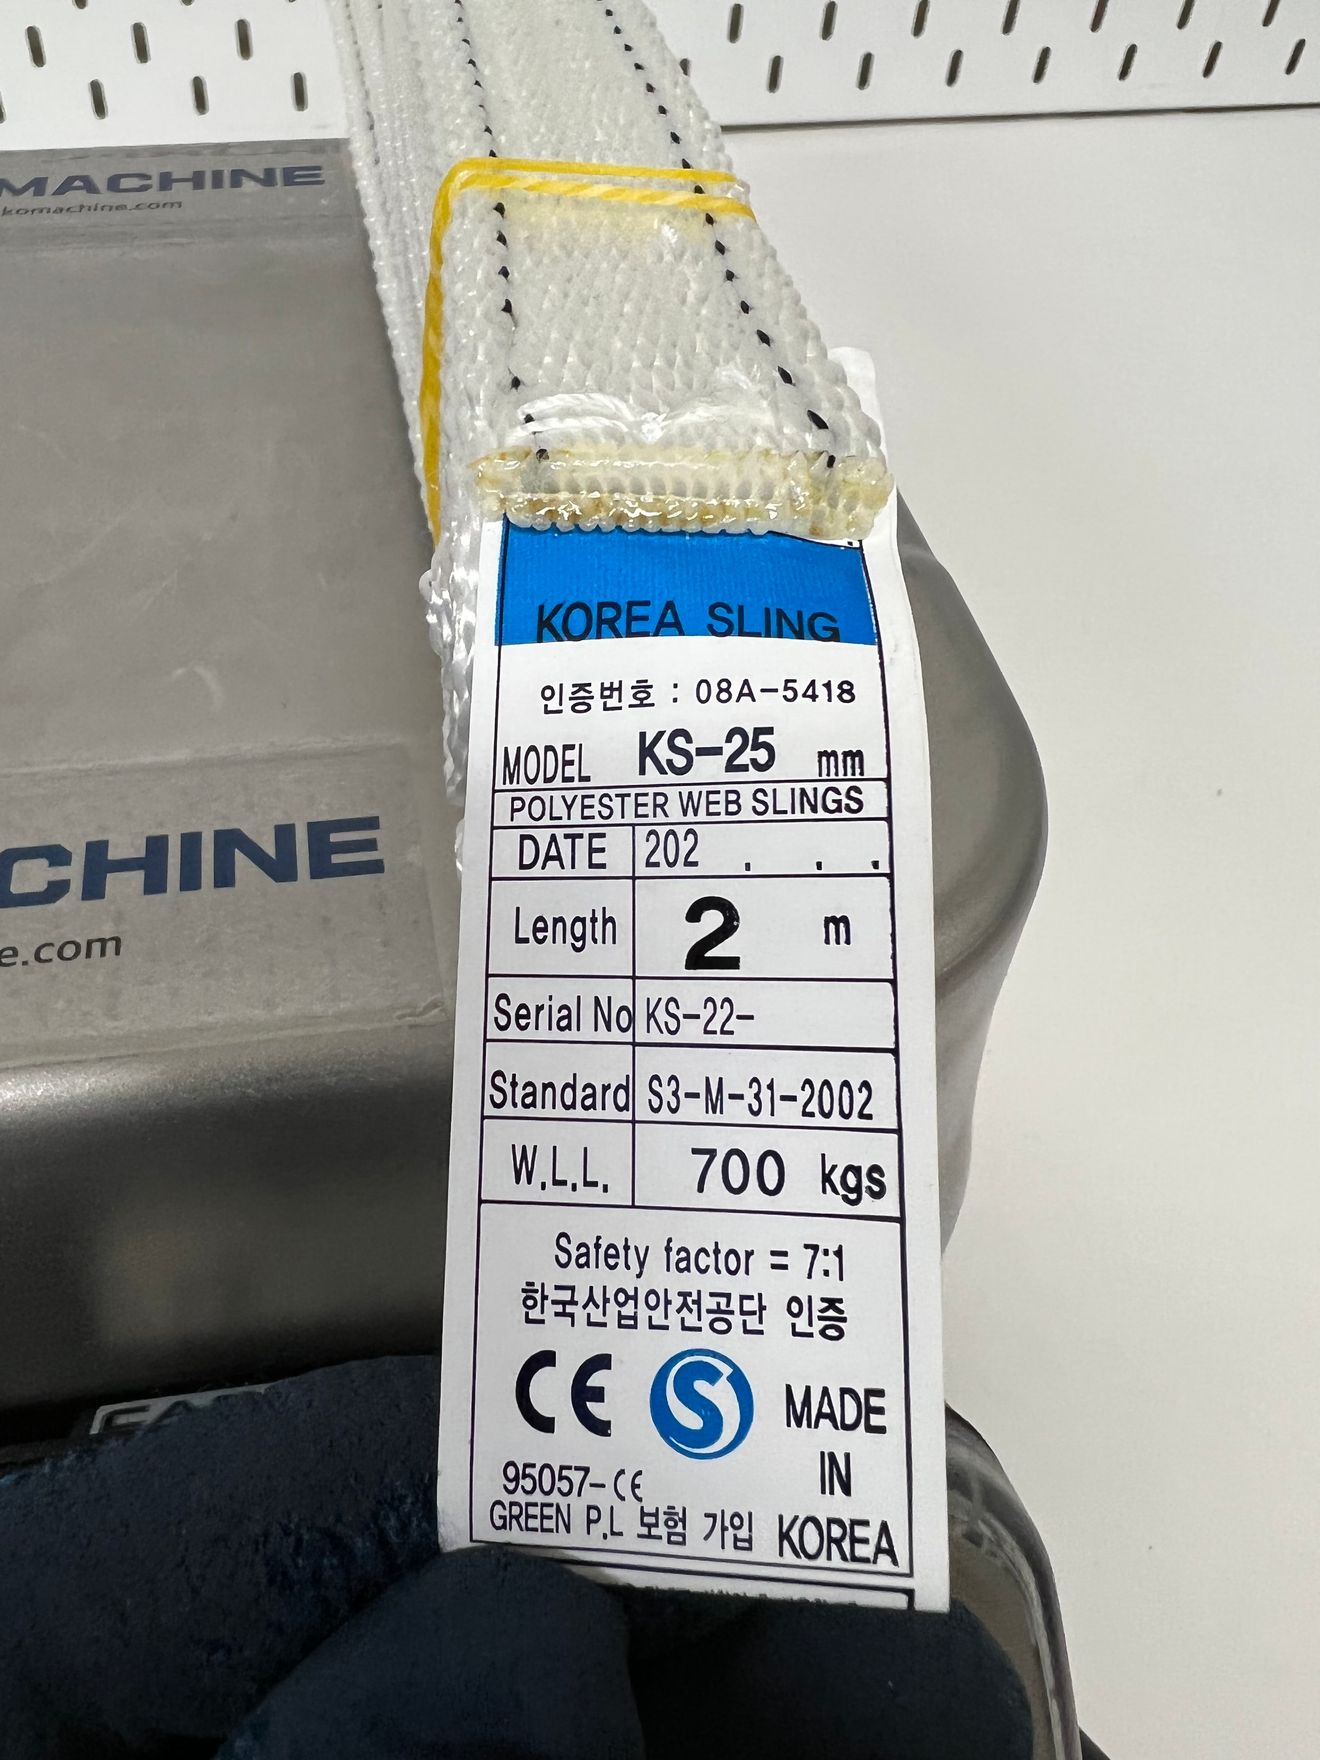 MACHINE
komachine.com
CHINE
e.com
KOREA SLING
인증번호 : 08A-5418
MODEL KS-25 mm
POLYESTER WEB SLINGS
DATE 202 . . .
Length 2 m
Serial No KS-22-
Standard S3-M-31-2002
W.L.L. 700 kgs
Safety factor = 7:1
한국산업안전공단 인증
CE S MADE
IN
KOREA
95057-CE
GREEN P.L 보험 가입